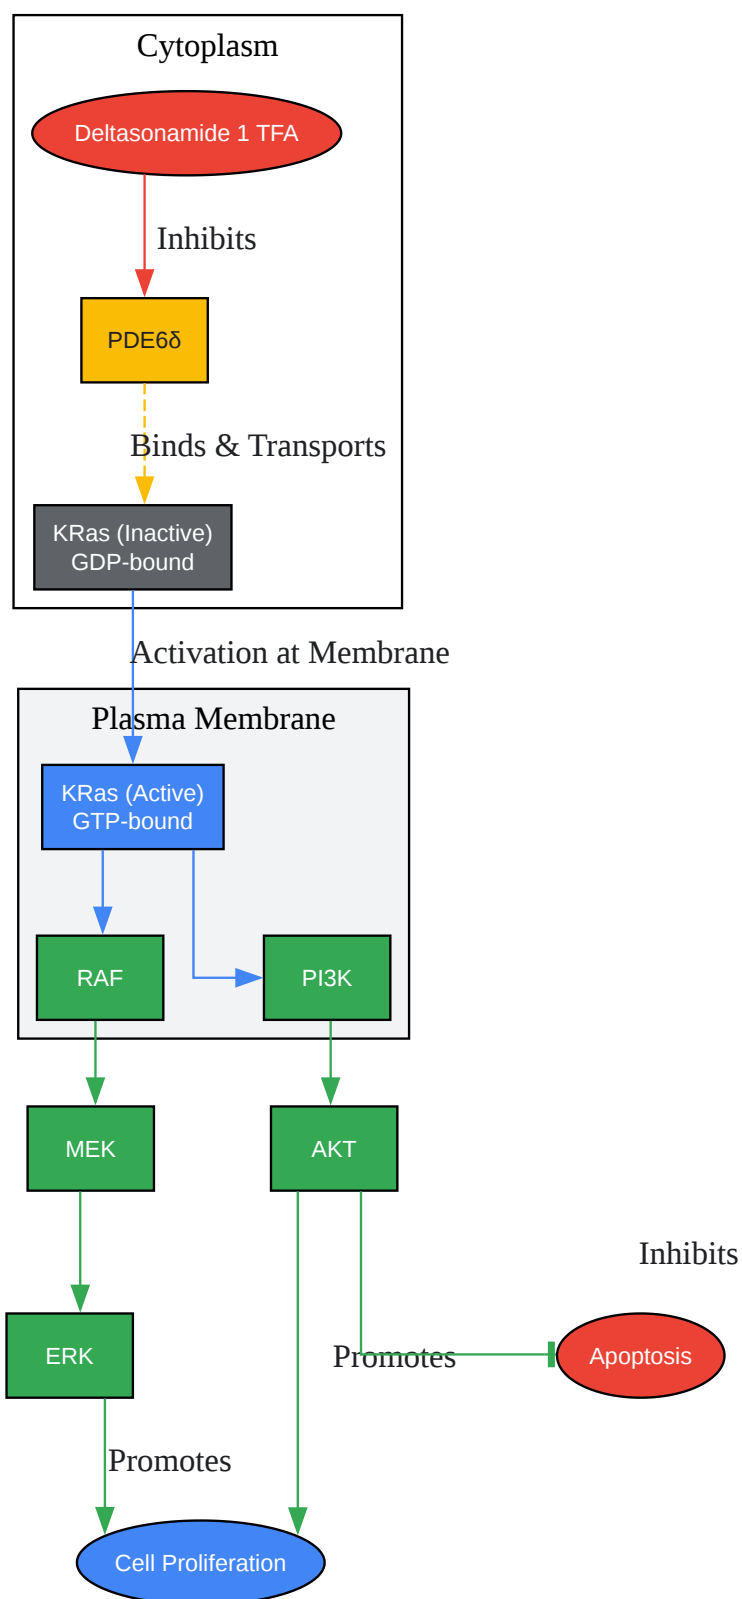 Cytoplasm
Deltasonamide 1 TFA
Inhibits
PDE6δ
Binds & Transports
KRas (Inactive)
GDP-bound
Activation at Membrane
Plasma Membrane
KRas (Active)
GTP-bound
RAF
PI3K
MEK
AKT
Inhibits
ERK
Promotes
Apoptosis
Promotes
Cell Proliferation